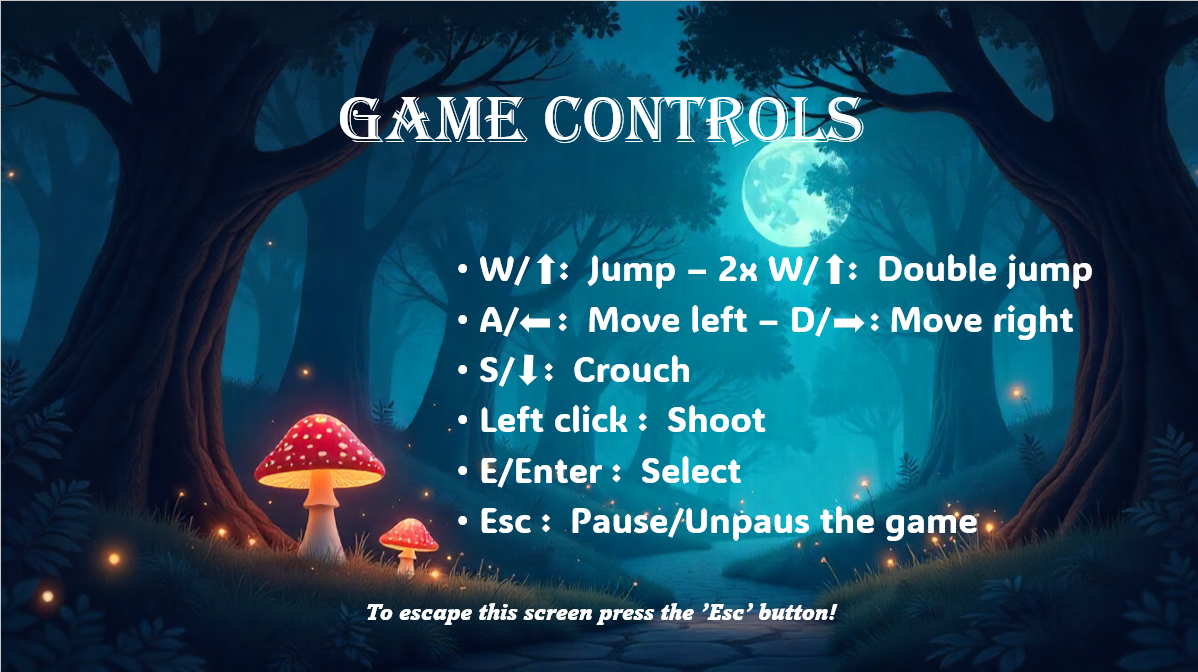 GAME CONTROLS
• W/⬆: Jump – 2x W/⬆: Double jump
• A/⬅: Move left – D/➡: Move right
• S/⬇: Crouch
• Left click : Shoot
• E/Enter : Select
• Esc : Pause/Unpaus the game
To escape this screen press the ’Esc’ button!